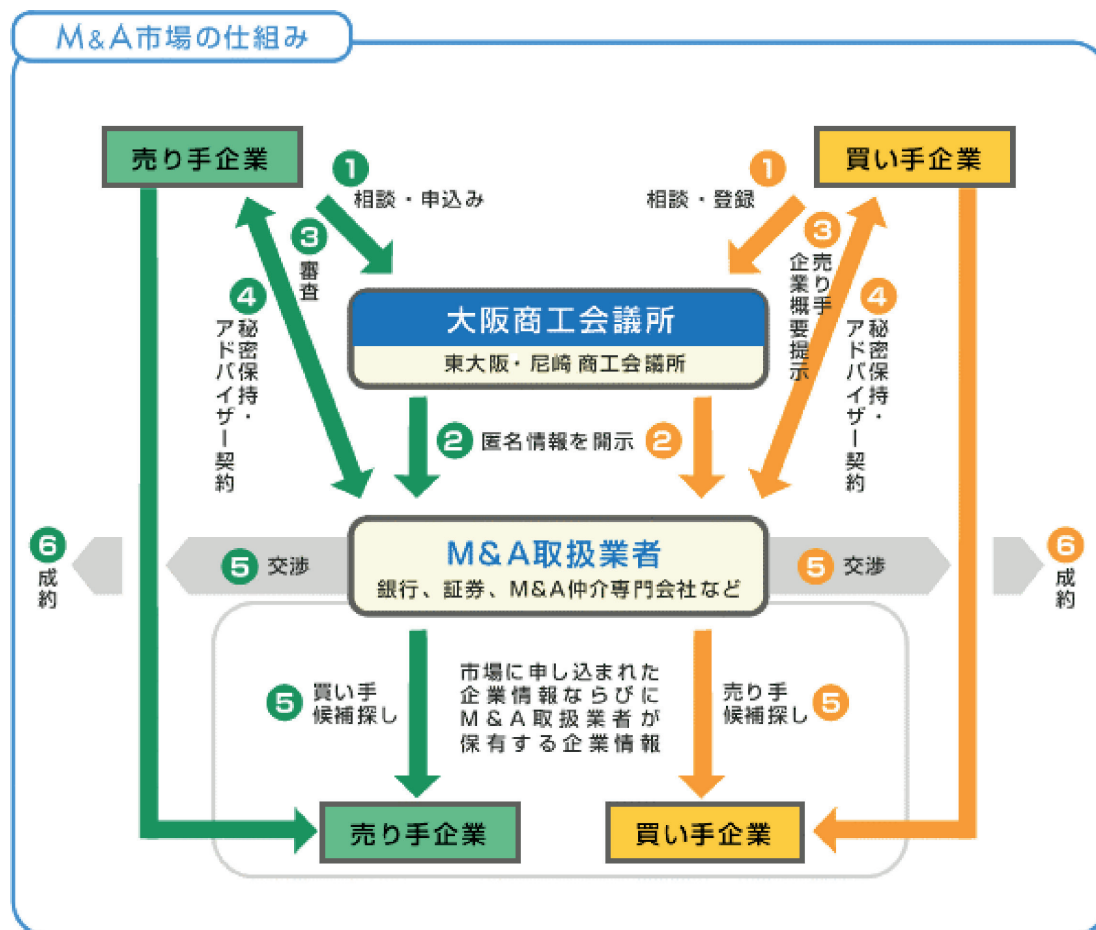 M&A市場の仕組み
売り手企業
買い手企業
1
相談・申込み
1
相談・登録
3
審査
3
売り手
企業概要提示
4
秘密保持・
アドバイザー契約
4
秘密保持・
アドバイザー契約
大阪商工会議所
東大阪・尼崎 商工会議所
2 匿名情報を開示 2
M&A取扱業者
銀行、証券、M&A仲介専門会社など
6
成約
5 交渉
5 交渉
6
成約
5 買い手
候補探し
市場に申し込まれた
企業情報ならびに
M&A取扱業者が
保有する企業情報
売り手
候補探し 5
売り手企業
買い手企業